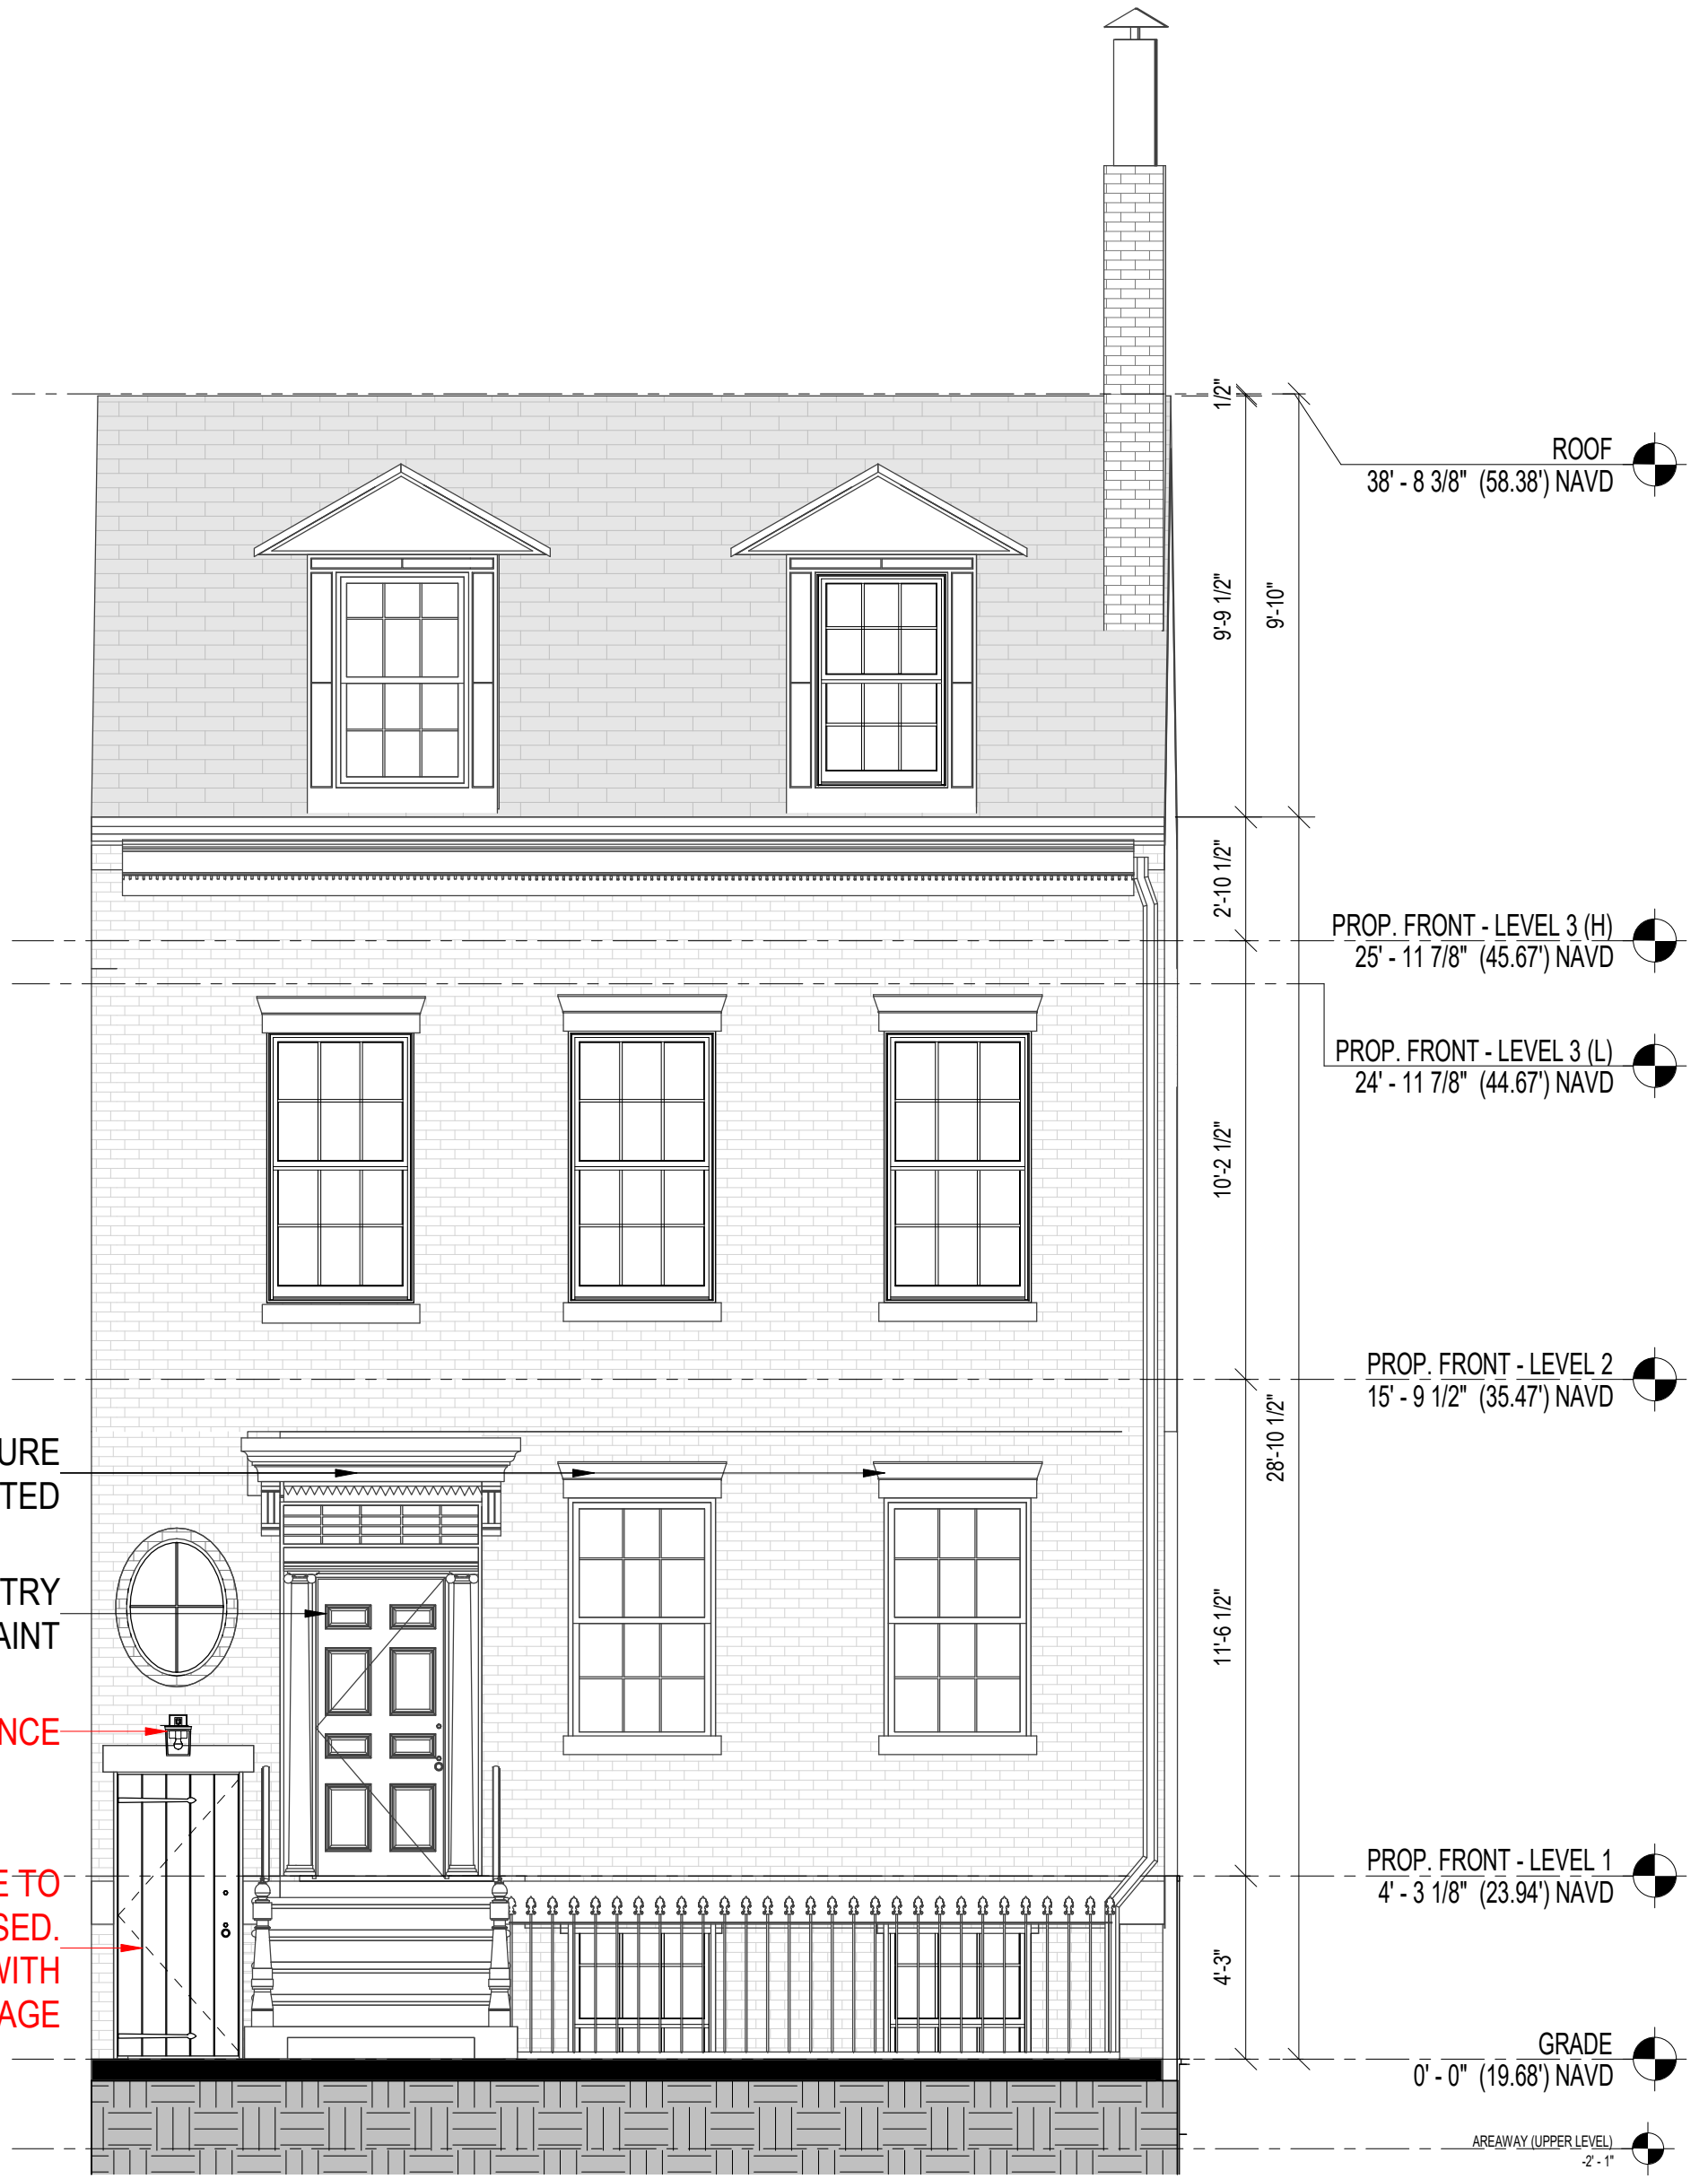 1/2"
ROOF
38' - 8 3/8" (58.38') NAVD
9'-9 1/2"
9'-10"
2'-10 1/2"
PROP. FRONT - LEVEL 3 (H)
25' - 11 7/8" (45.67') NAVD
PROP. FRONT - LEVEL 3 (L)
24' - 11 7/8" (44.67') NAVD
10'-2 1/2"
PROP. FRONT - LEVEL 2
15' - 9 1/2" (35.47') NAVD
28'-10 1/2"
URE
TED
TRY
AINT
11'-6 1/2"
NCE
E TO
SED.
WITH
AGE
PROP. FRONT - LEVEL 1
4' - 3 1/8" (23.94') NAVD
4'-3"
GRADE
0' - 0" (19.68') NAVD
AREAWAY (UPPER LEVEL)
-2' - 1"